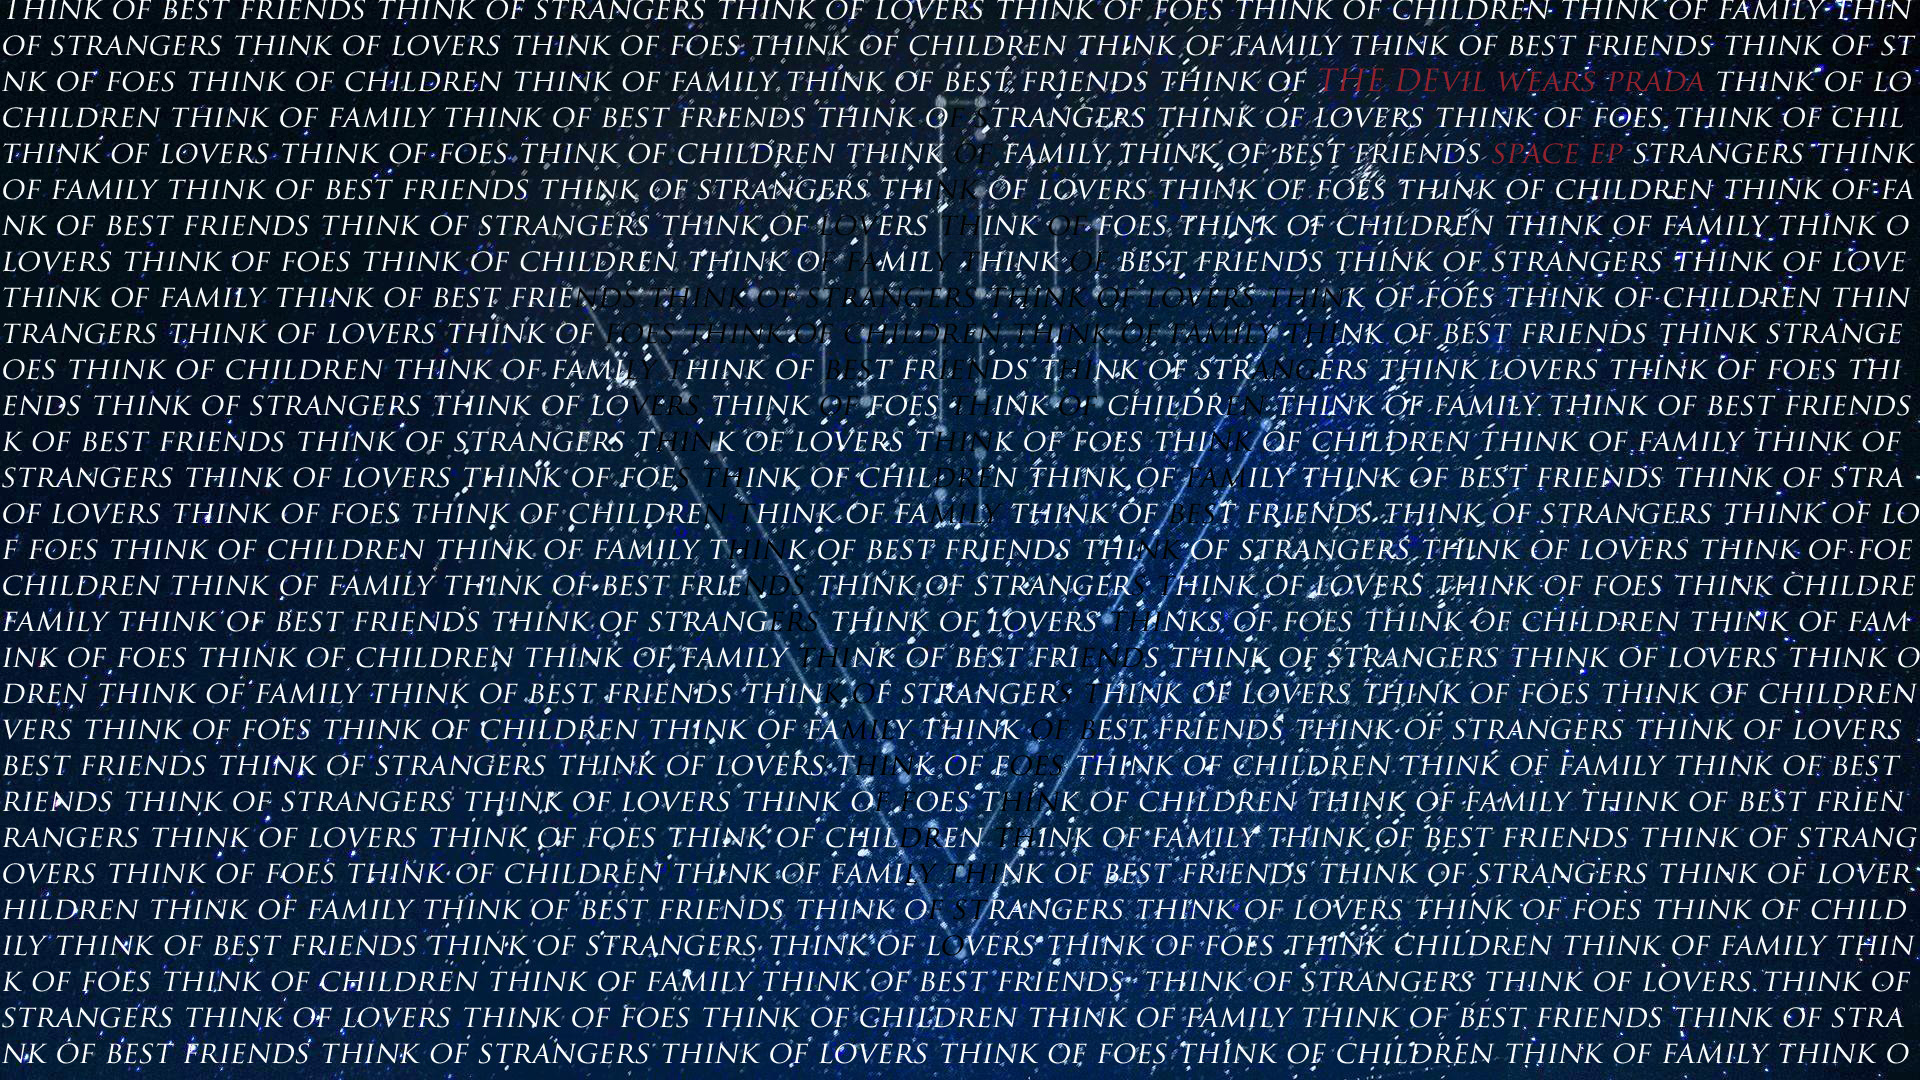 THINK OF BEST FRIENDS THINK OF STRANGERS THINK OF LOVERS THINK OF FOES THINK OF CHILDREN THINK OF FAMILY THIN
OF STRANGERS THINK OF LOVERS THINK OF FOES THINK OF CHILDREN THINK OF FAMILY THINK OF BEST FRIENDS THINK OF ST
NK OF FOES THINK OF CHILDREN THINK OF FAMILY THINK OF BEST FRIENDS THINK OF THE DEVIL WEARS PRADA THINK OF LO
CHILDREN THINK OF FAMILY THINK OF BEST FRIENDS THINK OF STRANGERS THINK OF LOVERS THINK OF FOES THINK OF CHIL
THINK OF LOVERS THINK OF FOES THINK OF CHILDREN THINK OF FAMILY THINK OF BEST FRIENDS SPACE EP STRANGERS THINK
OF FAMILY THINK OF BEST FRIENDS THINK OF STRANGERS THINK OF LOVERS THINK OF FOES THINK OF CHILDREN THINK OF FA
NK OF BEST FRIENDS THINK OF STRANGERS THINK OF LOVERS THINK OF FOES THINK OF CHILDREN THINK OF FAMILY THINK O
LOVERS THINK OF FOES THINK OF CHILDREN THINK OF FAMILY THINK OF BEST FRIENDS THINK OF STRANGERS THINK OF LOVE
THINK OF FAMILY THINK OF BEST FRIENDS THINK OF STRANGERS THINK OF LOVERS THINK OF FOES THINK OF CHILDREN THIN
TRANGERS THINK OF LOVERS THINK OF FOES THINK OF CHILDREN THINK OF FAMILY THINK OF BEST FRIENDS THINK STRANGE
OES THINK OF CHILDREN THINK OF FAMILY THINK OF BEST FRIENDS THINK OF STRANGERS THINK LOVERS THINK OF FOES THI
ENDS THINK OF STRANGERS THINK OF LOVERS THINK OF FOES THINK OF CHILDREN THINK OF FAMILY THINK OF BEST FRIENDS
K OF BEST FRIENDS THINK OF STRANGERS THINK OF LOVERS THINK OF FOES THINK OF CHILDREN THINK OF FAMILY THINK OF
STRANGERS THINK OF LOVERS THINK OF FOES THINK OF CHILDREN THINK OF FAMILY THINK OF BEST FRIENDS THINK OF STRA
OF LOVERS THINK OF FOES THINK OF CHILDREN THINK OF FAMILY THINK OF BEST FRIENDS THINK OF STRANGERS THINK OF LO
F FOES THINK OF CHILDREN THINK OF FAMILY THINK OF BEST FRIENDS THINK OF STRANGERS THINK OF LOVERS THINK OF FOE
CHILDREN THINK OF FAMILY THINK OF BEST FRIENDS THINK OF STRANGERS THINK OF LOVERS THINK OF FOES THINK CHILDRE
FAMILY THINK OF BEST FRIENDS THINK OF STRANGERS THINK OF LOVERS THINKS OF FOES THINK OF CHILDREN THINK OF FAM
INK OF FOES THINK OF CHILDREN THINK OF FAMILY THINK OF BEST FRIENDS THINK OF STRANGERS THINK OF LOVERS THINK O
DREN THINK OF FAMILY THINK OF BEST FRIENDS THINK OF STRANGERS THINK OF LOVERS THINK OF FOES THINK OF CHILDREN
VERS THINK OF FOES THINK OF CHILDREN THINK OF FAMILY THINK OF BEST FRIENDS THINK OF STRANGERS THINK OF LOVERS
BEST FRIENDS THINK OF STRANGERS THINK OF LOVERS THINK OF FOES THINK OF CHILDREN THINK OF FAMILY THINK OF BEST
RIENDS THINK OF STRANGERS THINK OF LOVERS THINK OF FOES THINK OF CHILDREN THINK OF FAMILY THINK OF BEST FRIEN
RANGERS THINK OF LOVERS THINK OF FOES THINK OF CHILDREN THINK OF FAMILY THINK OF BEST FRIENDS THINK OF STRANG
OVERS THINK OF FOES THINK OF CHILDREN THINK OF FAMILY THINK OF BEST FRIENDS THINK OF STRANGERS THINK OF LOVER
HILDREN THINK OF FAMILY THINK OF BEST FRIENDS THINK OF STRANGERS THINK OF LOVERS THINK OF FOES THINK OF CHILD
ILY THINK OF BEST FRIENDS THINK OF STRANGERS THINK OF LOVERS THINK OF FOES THINK CHILDREN THINK OF FAMILY THIN
K OF FOES THINK OF CHILDREN THINK OF FAMILY THINK OF BEST FRIENDS THINK OF STRANGERS THINK OF LOVERS THINK OF
STRANGERS THINK OF LOVERS THINK OF FOES THINK OF CHILDREN THINK OF FAMILY THINK OF BEST FRIENDS THINK OF STRA
NK OF BEST FRIENDS THINK OF STRANGERS THINK OF LOVERS THINK OF FOES THINK OF CHILDREN THINK OF FAMILY THINK O